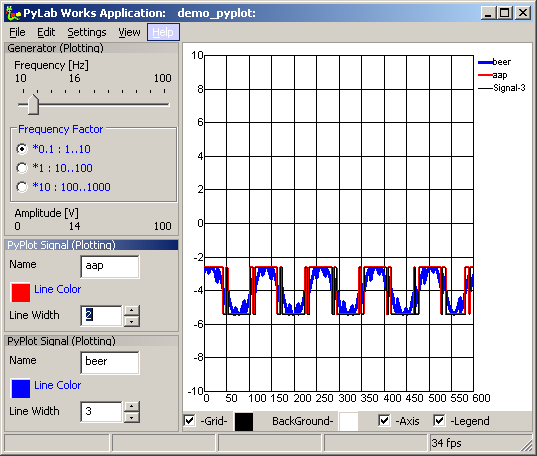 PyLab Works Application:   demo_pyplot:
File Edit Settings View Help
Generator (Plotting)
Frequency [Hz]
10 16 100
Frequency Factor
*0.1 : 1..10
*1 : 10..100
*10 : 100..1000
Amplitude [V]
0 14 100
PyPlot Signal (Plotting)
Name aap
Line Color
Line Width 2
PyPlot Signal (Plotting)
Name beer
Line Color
Line Width 3
10
8
6
4
2
-0
-2
-4
-6
-8
-10
0 50 100 150 200 250 300 350 400 450 500 550 600
beer
aap
Signal-3
-Grid- BackGround- -Axis -Legend
34 fps